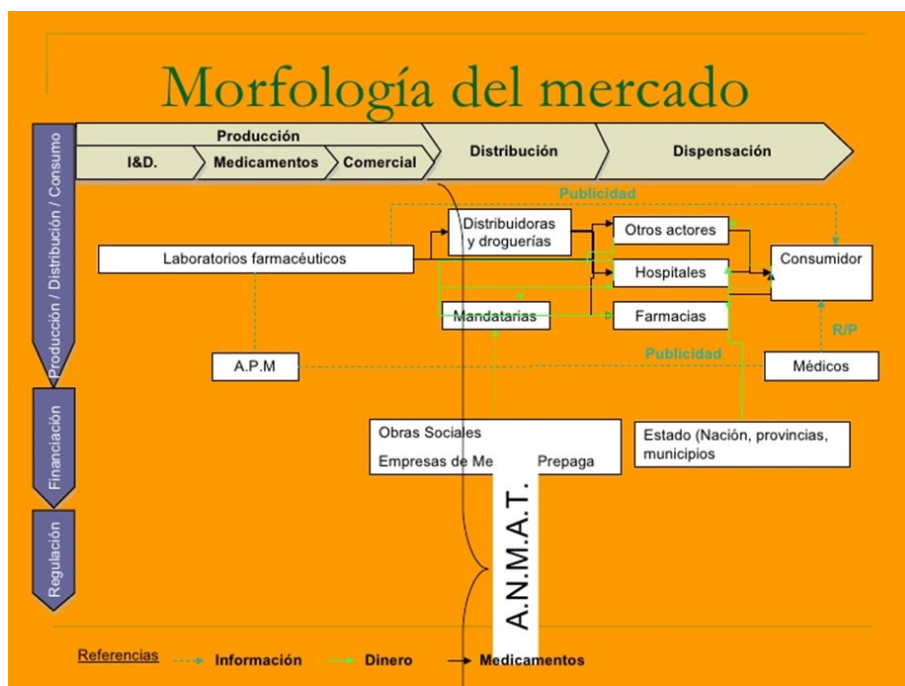 Morfología del mercado
Producción / Distribución / Consumo
Producción
I&D.
Medicamentos
Comercial
Distribución
Dispensación
Publicidad
Distribuidoras
y droguerías
Otros actores
Laboratorios farmacéuticos
Consumidor
Hospitales
Mandatarias
Farmacias
R/P
Publicidad
A.P.M
Médicos
Financiación
Obras Sociales
Empresas de Me Prepaga
Estado (Nación, provincias,
municipios
A.N.M.A.T.
Regulación
Referencias
Información
Dinero
Medicamentos